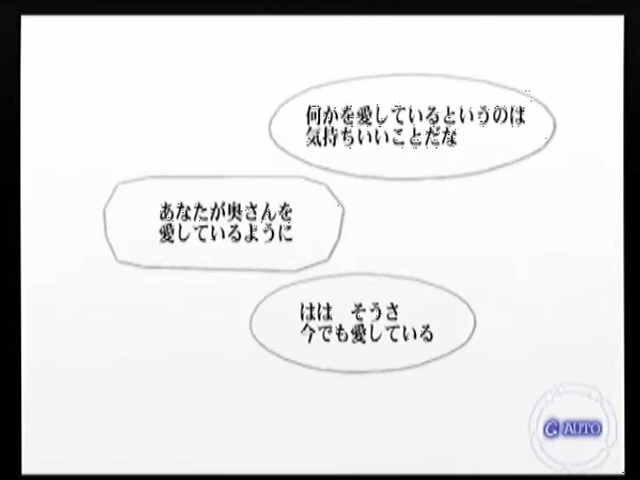 何かを愛しているというのは
気持ちいいことだな
あなたが奥さんを
愛しているように
はは　そうさ
今でも愛している
AUTO